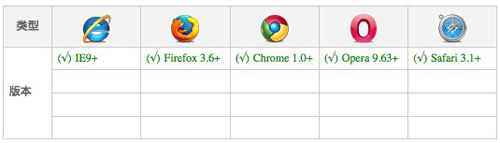 类型
(√) IE9+ (√) Firefox 3.6+ (√) Chrome 1.0+ (√) Opera 9.63+ (√) Safari 3.1+
版本